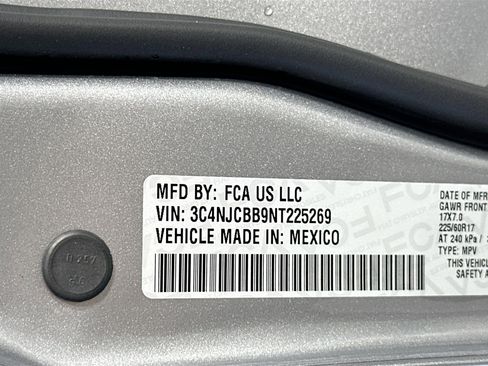 MFD BY: FCA US LLC
VIN: 3C4NJCBB9NT225269
VEHICLE MADE IN: MEXICO
DATE OF MFR
GAWR FRONT
17X7.0
225/60R17
AT 240 kPa /
TYPE: MPV
THIS VEHICL
SAFETY A